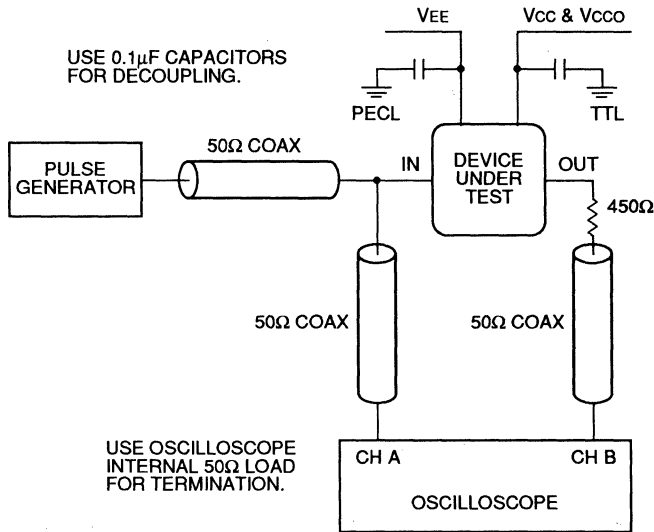 VEE
VCC & VCCO
USE 0.1μF CAPACITORS
FOR DECOUPLING.
PECL
TTL
50Ω COAX
PULSE
GENERATOR
IN
DEVICE
UNDER
TEST
OUT
450Ω
50Ω COAX
50Ω COAX
USE OSCILLOSCOPE
INTERNAL 50Ω LOAD
FOR TERMINATION.
CH A
CH B
OSCILLOSCOPE